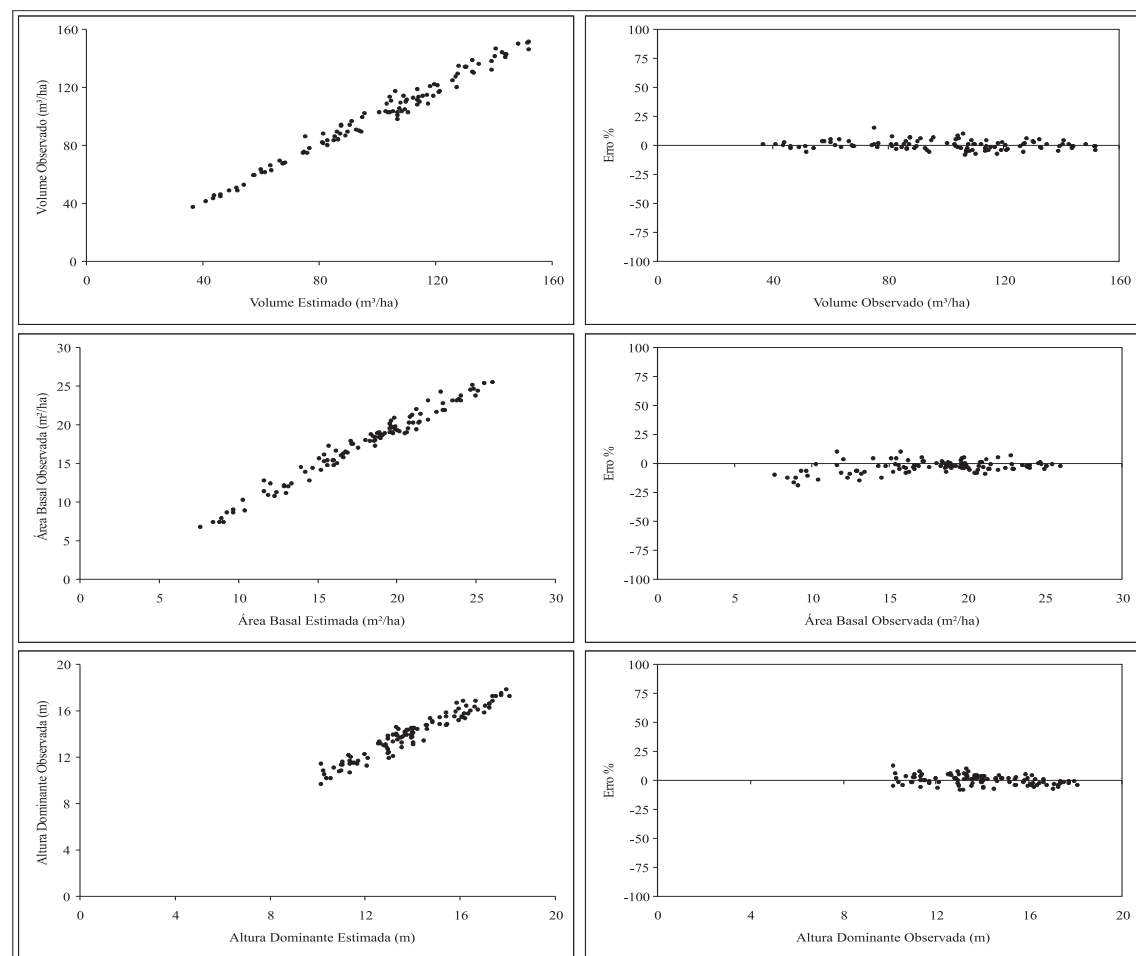 Volume Observado (m³/ha)
160
120
80
40
0
0 40 80 120 160
Volume Estimado (m³/ha)
Erro %
100
75
50
25
0
-25
-50
-75
-100
0 40 80 120 160
Volume Observado (m³/ha)
Área Basal Observada (m²/ha)
30
25
20
15
10
5
0
0 5 10 15 20 25 30
Área Basal Estimada (m²/ha)
Erro %
100
75
50
25
0
-25
-50
-75
-100
0 5 10 15 20 25 30
Área Basal Observada (m²/ha)
Altura Dominante Observada (m)
20
16
12
8
4
0
0 4 8 12 16 20
Altura Dominante Estimada (m)
Erro %
100
75
50
25
0
-25
-50
-75
-100
0 4 8 12 16 20
Altura Dominante Observada (m)